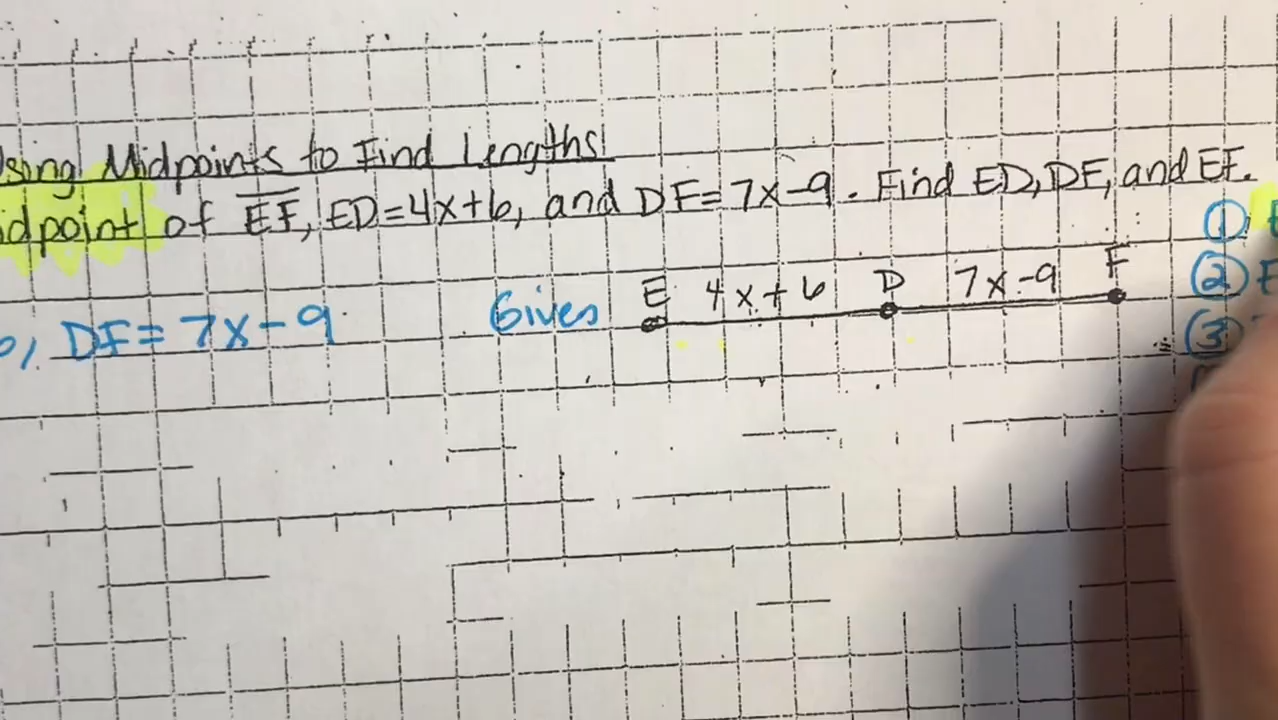 sing Midpoints to Find Lengths
idpoint of EF, ED=4x+6, and DF=7x-9. Find ED, DF, and EF.
DF=7x-9
Gives
E 4x+6 D 7x-9 F
①
②
③